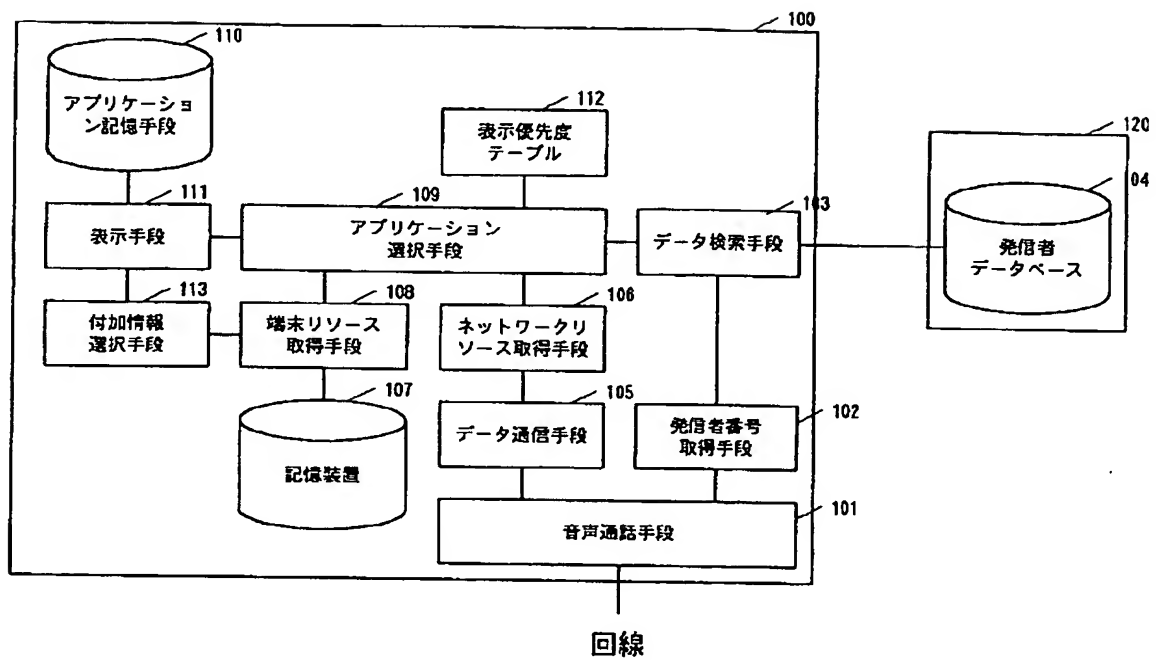 100
110
アプリケーショ
ン記憶手段
112
表示優先度
テーブル
120
104
発信者
データベース
111
表示手段
109
アプリケーション
選択手段
103
データ検索手段
113
付加情報
選択手段
108
端末リソース
取得手段
106
ネットワークリ
ソース取得手段
107
記憶装置
105
データ通信手段
102
発信者番号
取得手段
101
音声通話手段
回線